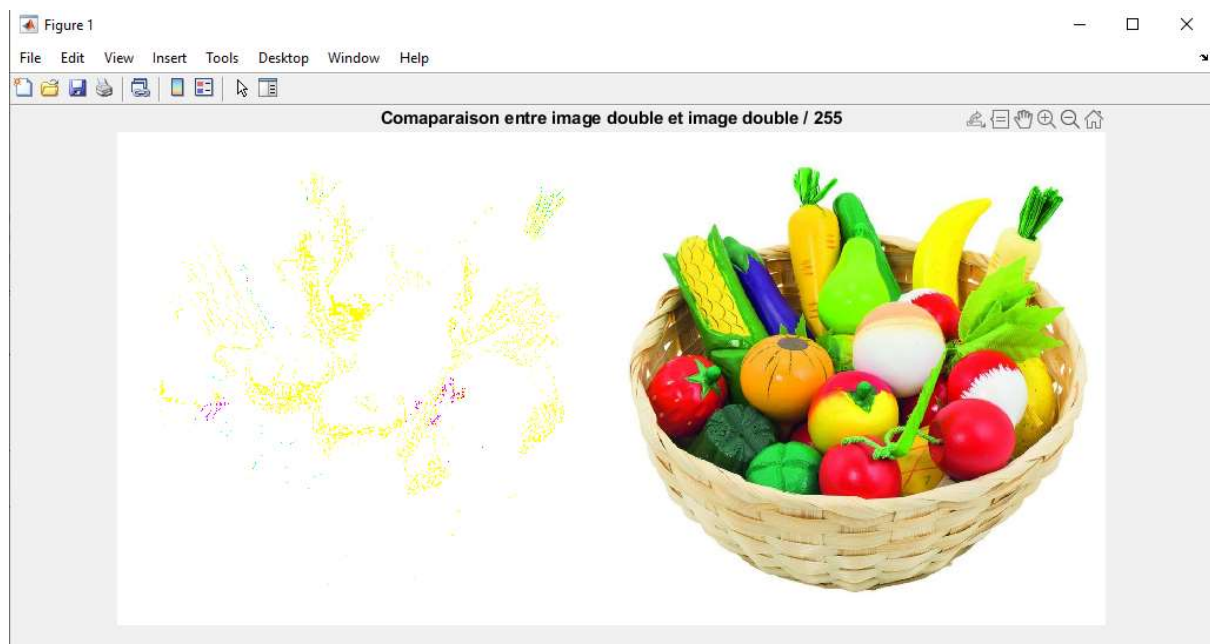 Figure 1
File Edit View Insert Tools Desktop Window Help
Comaparaison entre image double et image double / 255